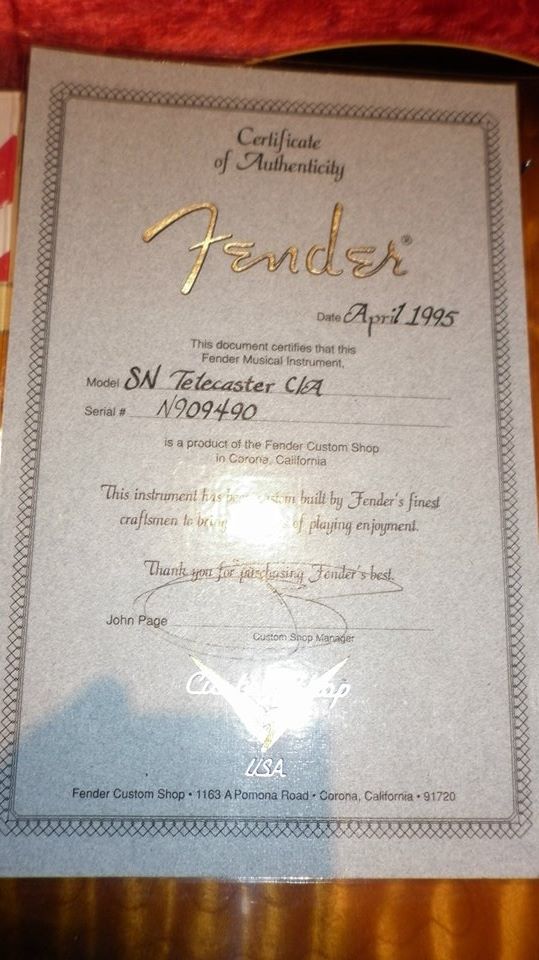 Certificate
of Authenticity
Fender®
Date April 1995
This document certifies that this
Fender Musical Instrument,
Model SN Telecaster C/A
Serial # N909490
is a product of the Fender Custom Shop
in Corona, California
This instrument has been custom built by Fender's finest
craftsmen to of playing enjoyment.
Thank you for purchasing Fender's best.
John Page
Custom Shop Manager
Custom Shop
USA
Fender Custom Shop • 1163 A Pomona Road • Corona, California • 91720